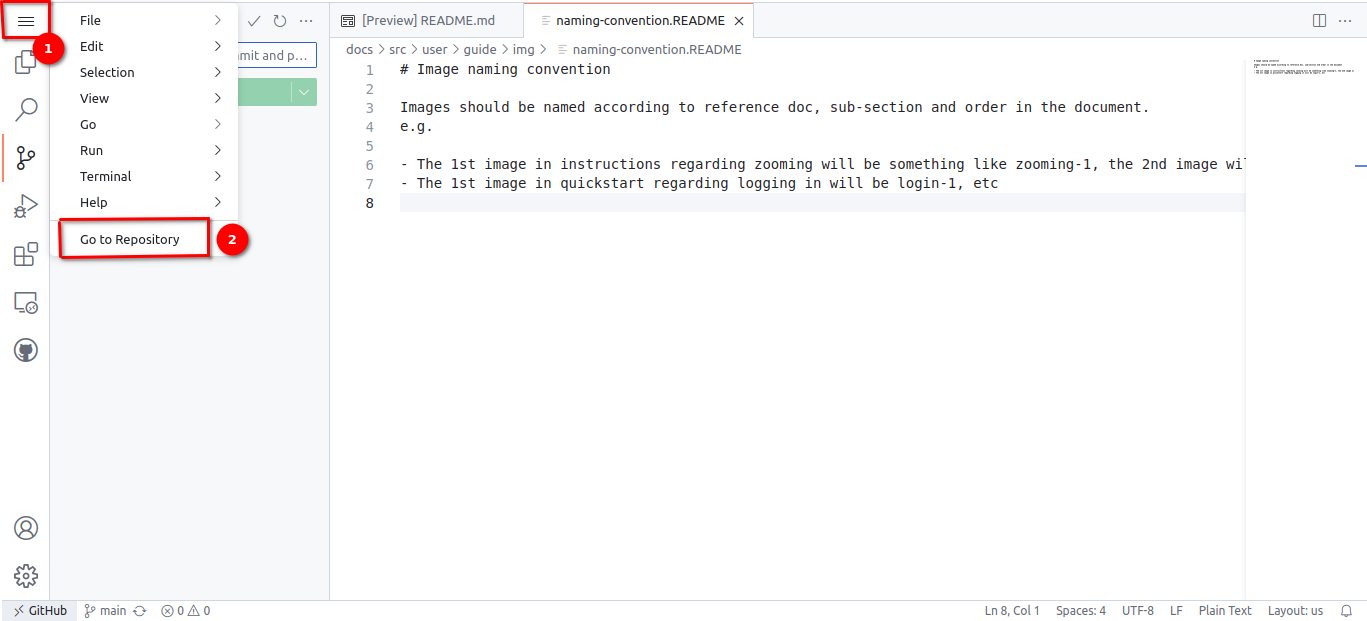 1
File
Edit
Selection
View
Go
Run
Terminal
Help
Go to Repository
2
mit and p...
[Preview] README.md
naming-convention.README
docs > src > user > guide > img > naming-convention.README
1 # Image naming convention
2
3 Images should be named according to reference doc, sub-section and order in the document.
4 e.g.
5
6 - The 1st image in instructions regarding zooming will be something like zooming-1, the 2nd image wi
7 - The 1st image in quickstart regarding logging in will be login-1, etc
8
GitHub main 0 0 Ln 8, Col 1 Spaces: 4 UTF-8 LF Plain Text Layout: us